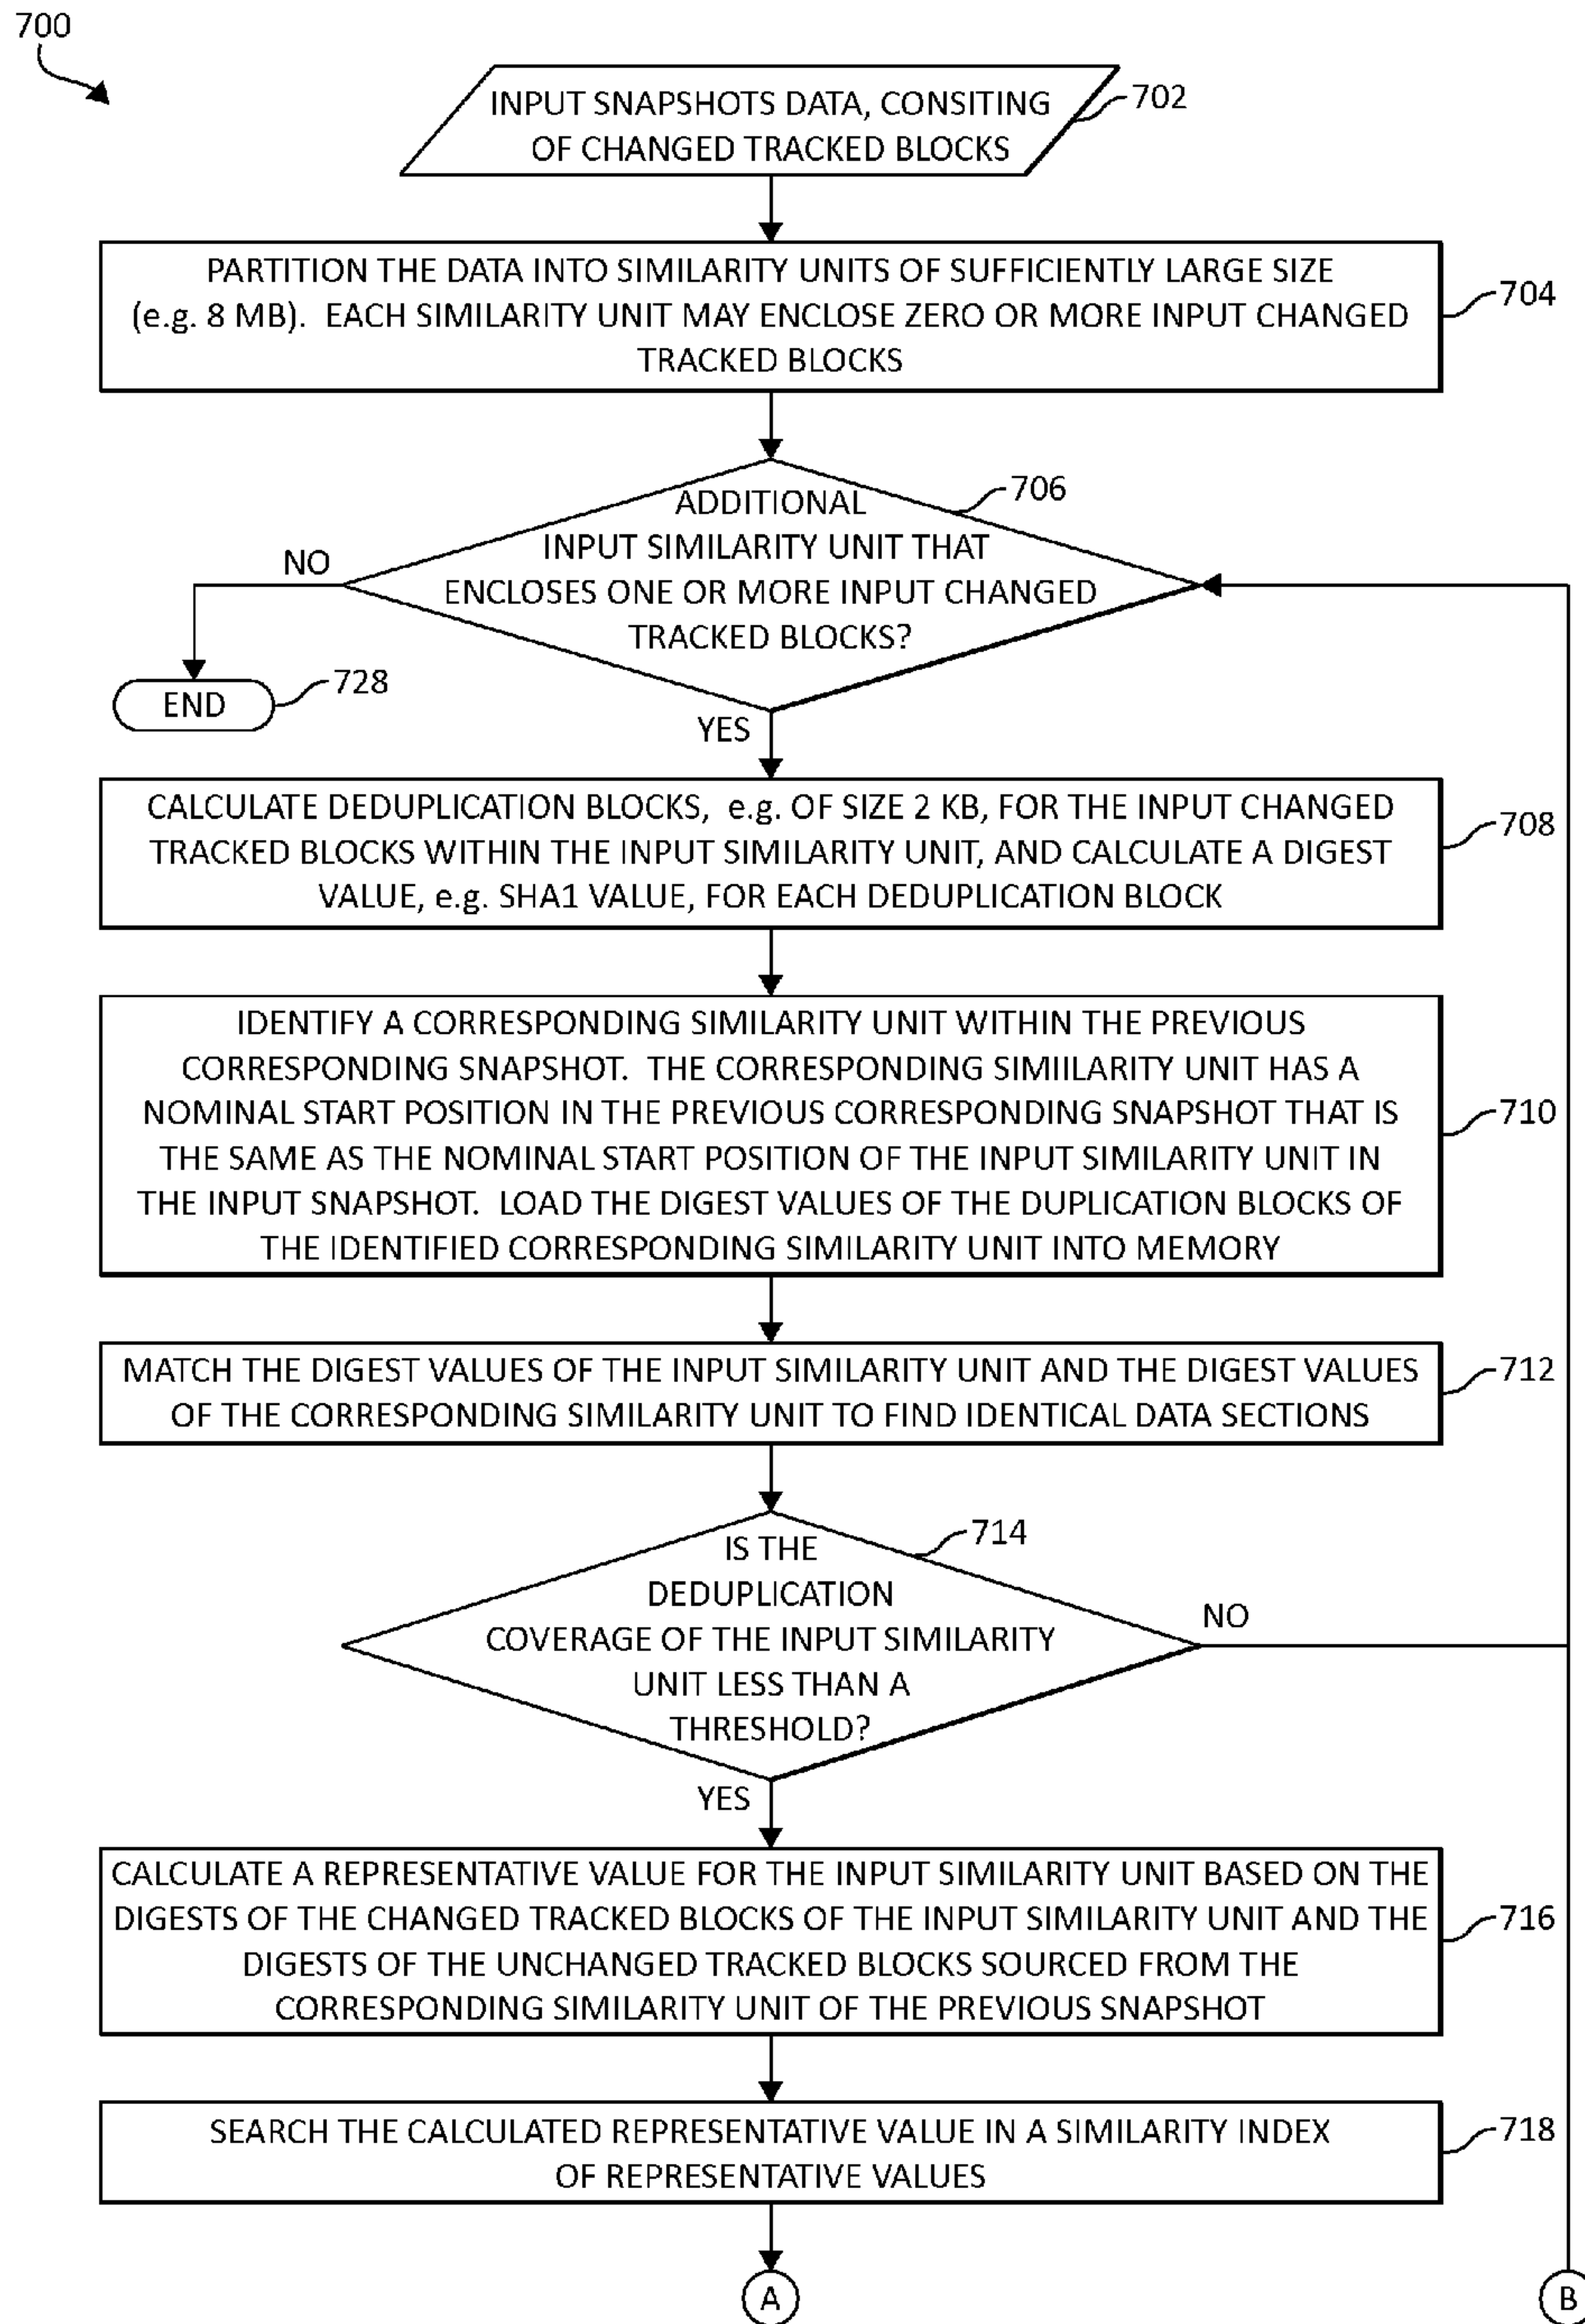 700
INPUT SNAPSHOTS DATA, CONSITING
OF CHANGED TRACKED BLOCKS
702
PARTITION THE DATA INTO SIMILARITY UNITS OF SUFFICIENTLY LARGE SIZE
(e.g. 8 MB). EACH SIMILARITY UNIT MAY ENCLOSE ZERO OR MORE INPUT CHANGED
TRACKED BLOCKS
704
ADDITIONAL
INPUT SIMILARITY UNIT THAT
ENCLOSES ONE OR MORE INPUT CHANGED
TRACKED BLOCKS?
706
NO
END
728
YES
CALCULATE DEDUPLICATION BLOCKS, e.g. OF SIZE 2 KB, FOR THE INPUT CHANGED
TRACKED BLOCKS WITHIN THE INPUT SIMILARITY UNIT, AND CALCULATE A DIGEST
VALUE, e.g. SHA1 VALUE, FOR EACH DEDUPLICATION BLOCK
708
IDENTIFY A CORRESPONDING SIMILARITY UNIT WITHIN THE PREVIOUS
CORRESPONDING SNAPSHOT. THE CORRESPONDING SIMIILARITY UNIT HAS A
NOMINAL START POSITION IN THE PREVIOUS CORRESPONDING SNAPSHOT THAT IS
THE SAME AS THE NOMINAL START POSITION OF THE INPUT SIMILARITY UNIT IN
THE INPUT SNAPSHOT. LOAD THE DIGEST VALUES OF THE DUPLICATION BLOCKS OF
THE IDENTIFIED CORRESPONDING SIMILARITY UNIT INTO MEMORY
710
MATCH THE DIGEST VALUES OF THE INPUT SIMILARITY UNIT AND THE DIGEST VALUES
OF THE CORRESPONDING SIMILARITY UNIT TO FIND IDENTICAL DATA SECTIONS
712
IS THE
DEDUPLICATION
COVERAGE OF THE INPUT SIMILARITY
UNIT LESS THAN A
THRESHOLD?
714
NO
YES
CALCULATE A REPRESENTATIVE VALUE FOR THE INPUT SIMILARITY UNIT BASED ON THE
DIGESTS OF THE CHANGED TRACKED BLOCKS OF THE INPUT SIMILARITY UNIT AND THE
DIGESTS OF THE UNCHANGED TRACKED BLOCKS SOURCED FROM THE
CORRESPONDING SIMILARITY UNIT OF THE PREVIOUS SNAPSHOT
716
SEARCH THE CALCULATED REPRESENTATIVE VALUE IN A SIMILARITY INDEX
OF REPRESENTATIVE VALUES
718
A
B